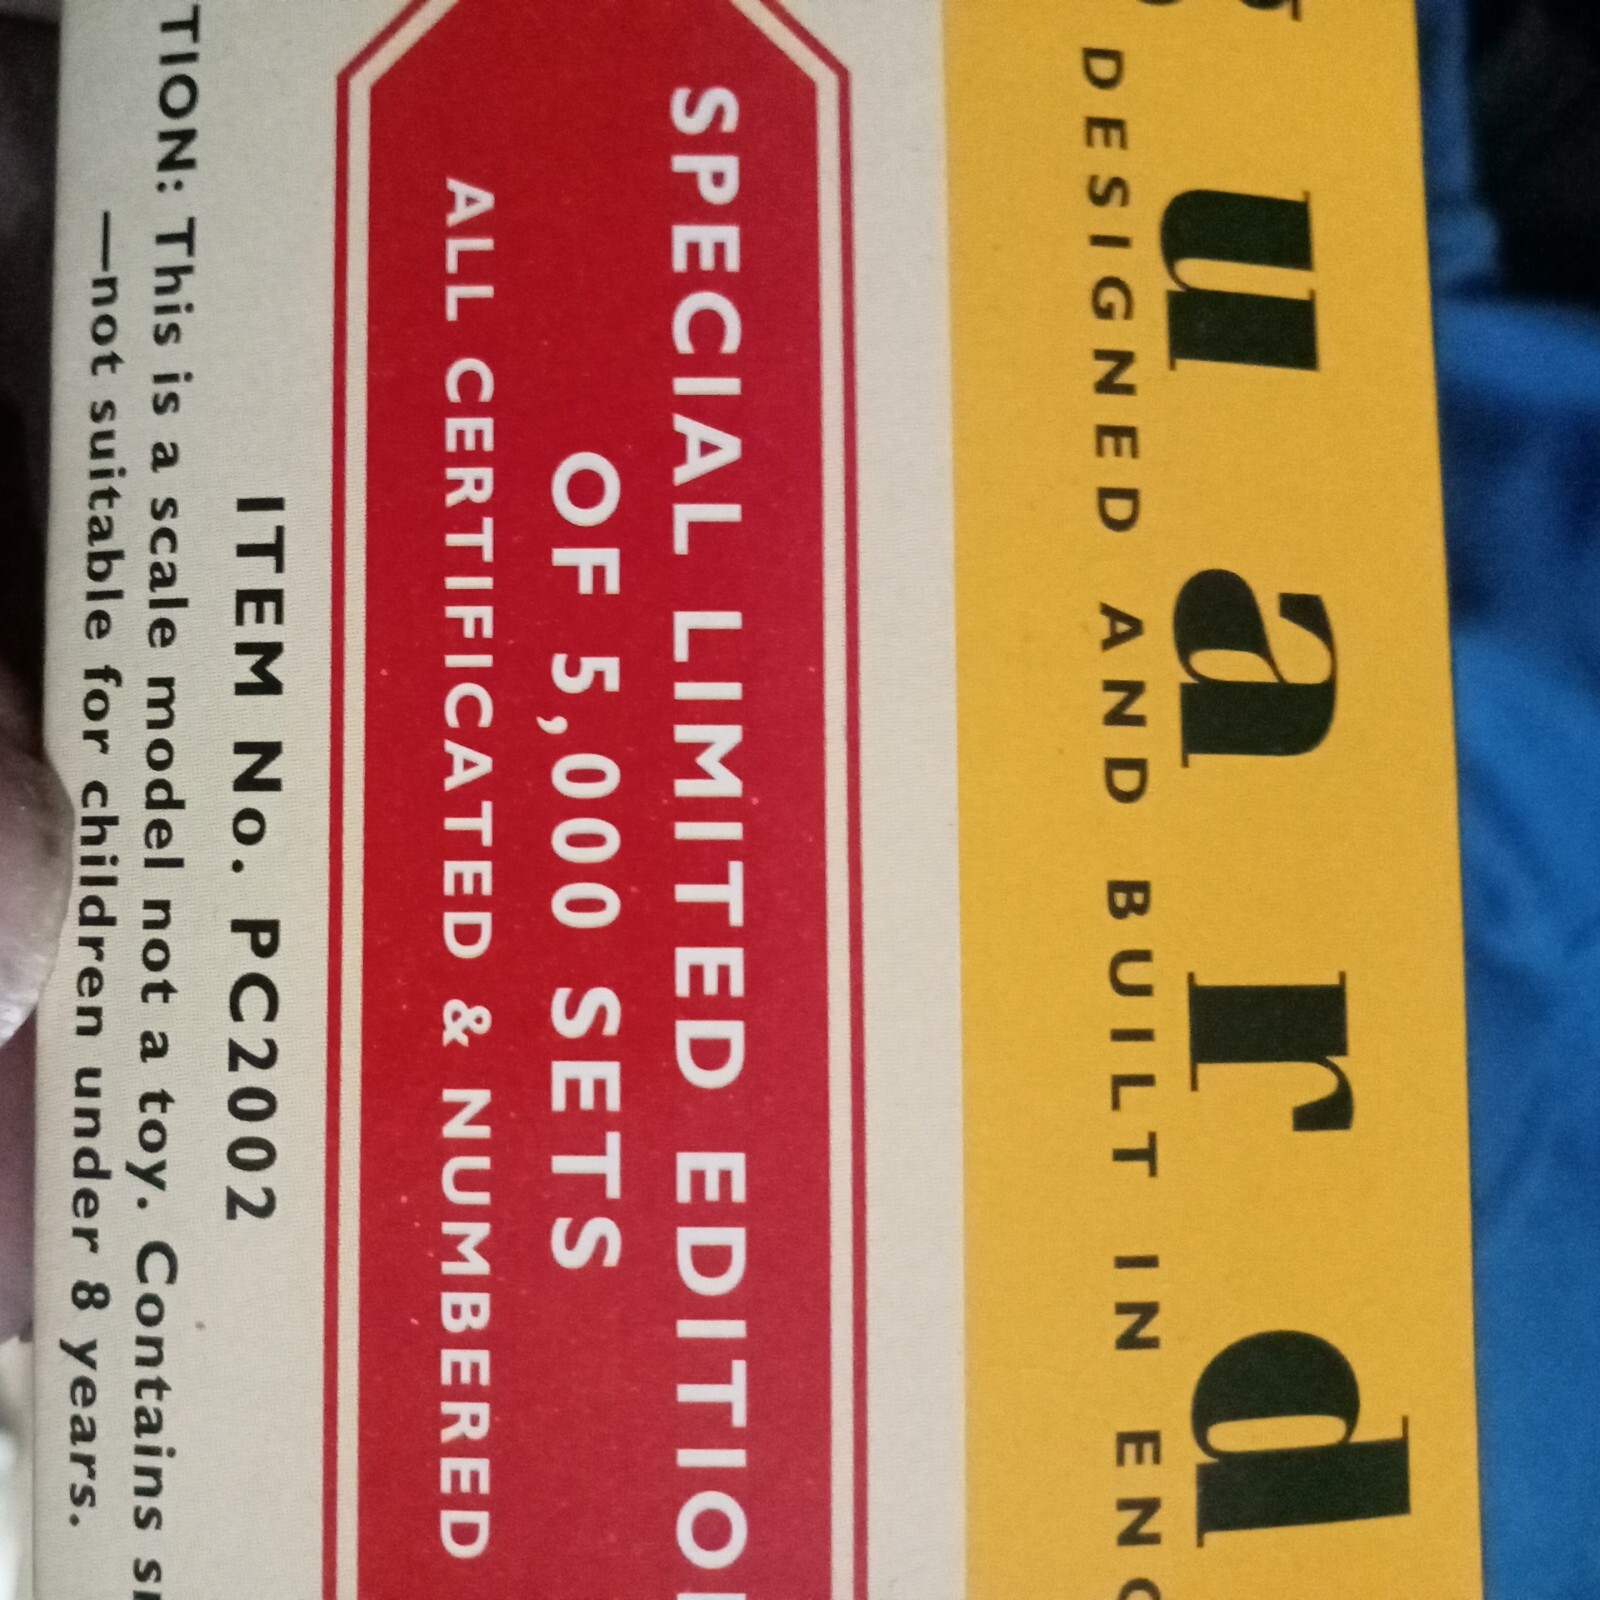 uard
DESIGNED AND BUILT IN
SPECIAL LIMITED EDITIO
OF 5,000 SETS
ALL CERTIFICATED & NUMBERED
ITEM No. PC2002
TION: This is a scale model not a toy. Contains
—not suitable for children under 8 years.